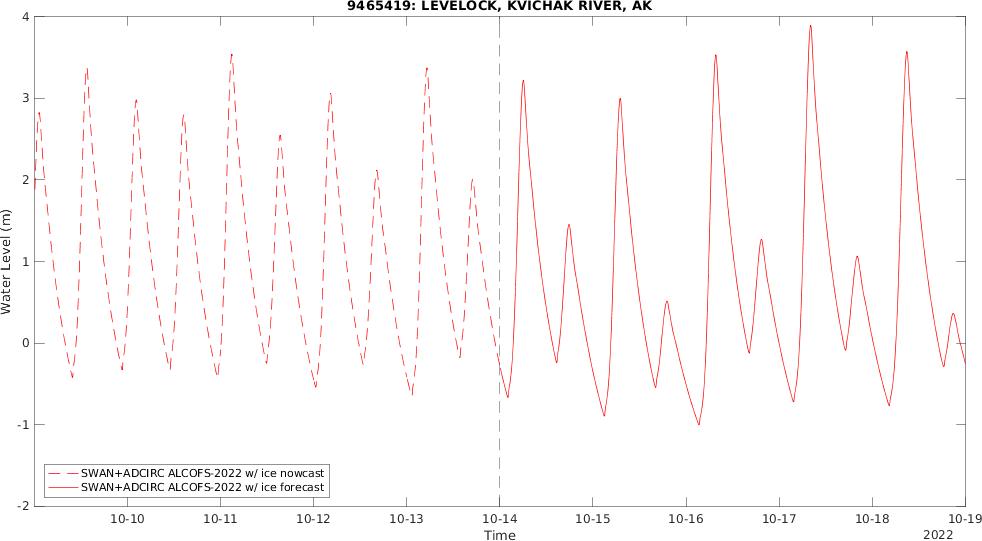 9465419: LEVELOCK, KVICHAK RIVER, AK
Water Level (m)
4
3
2
1
0
-1
-2
SWAN+ADCIRC ALCOFS-2022 w/ ice nowcast
SWAN+ADCIRC ALCOFS-2022 w/ ice forecast
10-10 10-11 10-12 10-13 10-14 10-15 10-16 10-17 10-18 10-19
Time
2022